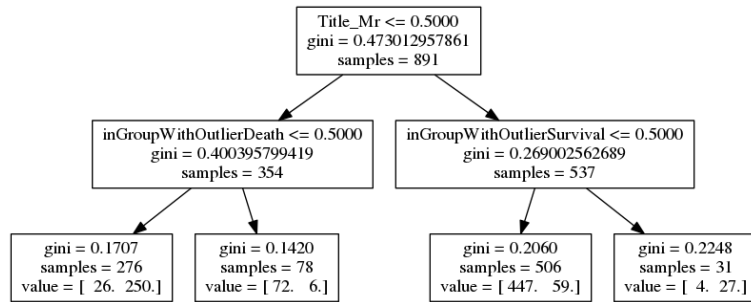 Title_Mr <= 0.5000
gini = 0.473012957861
samples = 891
inGroupWithOutlierDeath <= 0.5000
gini = 0.400395799419
samples = 354
inGroupWithOutlierSurvival <= 0.5000
gini = 0.269002562689
samples = 537
gini = 0.1707
samples = 276
value = [ 26. 250.]
gini = 0.1420
samples = 78
value = [ 72. 6.]
gini = 0.2060
samples = 506
value = [ 447. 59.]
gini = 0.2248
samples = 31
value = [ 4. 27.]